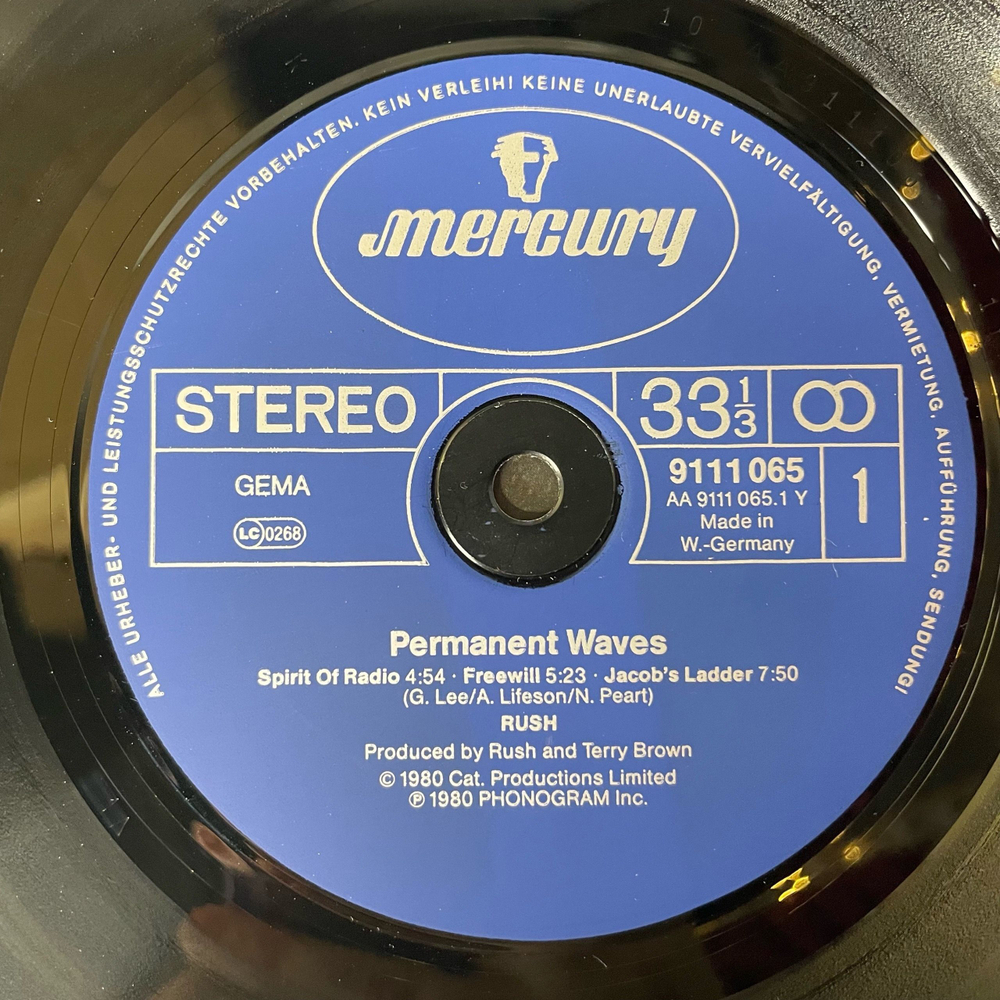 ALLE URHEBER- UND LEISTUNGSSCHUTZRECHTE VORBEHALTEN. KEIN VERLEIH! KEINE UNERLAUBTE VERVIELFÄLTIGUNG, VERMIETUNG, AUFFÜHRUNG, SENDUNG!
mercury
STEREO
33 1/3
GEMA
LC 0268
9111 065
AA 9111 065.1 Y
Made in
W.-Germany
1
Permanent Waves
Spirit Of Radio 4:54 · Freewill 5:23 · Jacob's Ladder 7:50
(G. Lee/A. Lifeson/N. Peart)
RUSH
Produced by Rush and Terry Brown
© 1980 Cat. Productions Limited
℗ 1980 PHONOGRAM Inc.